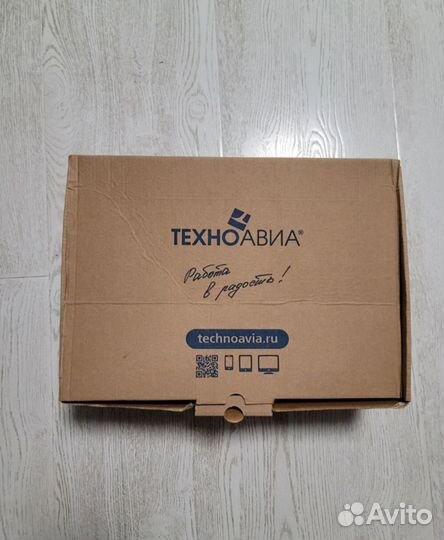 ТЕХНОАВИА®
Работа
в радость!
technoavia.ru
Avito